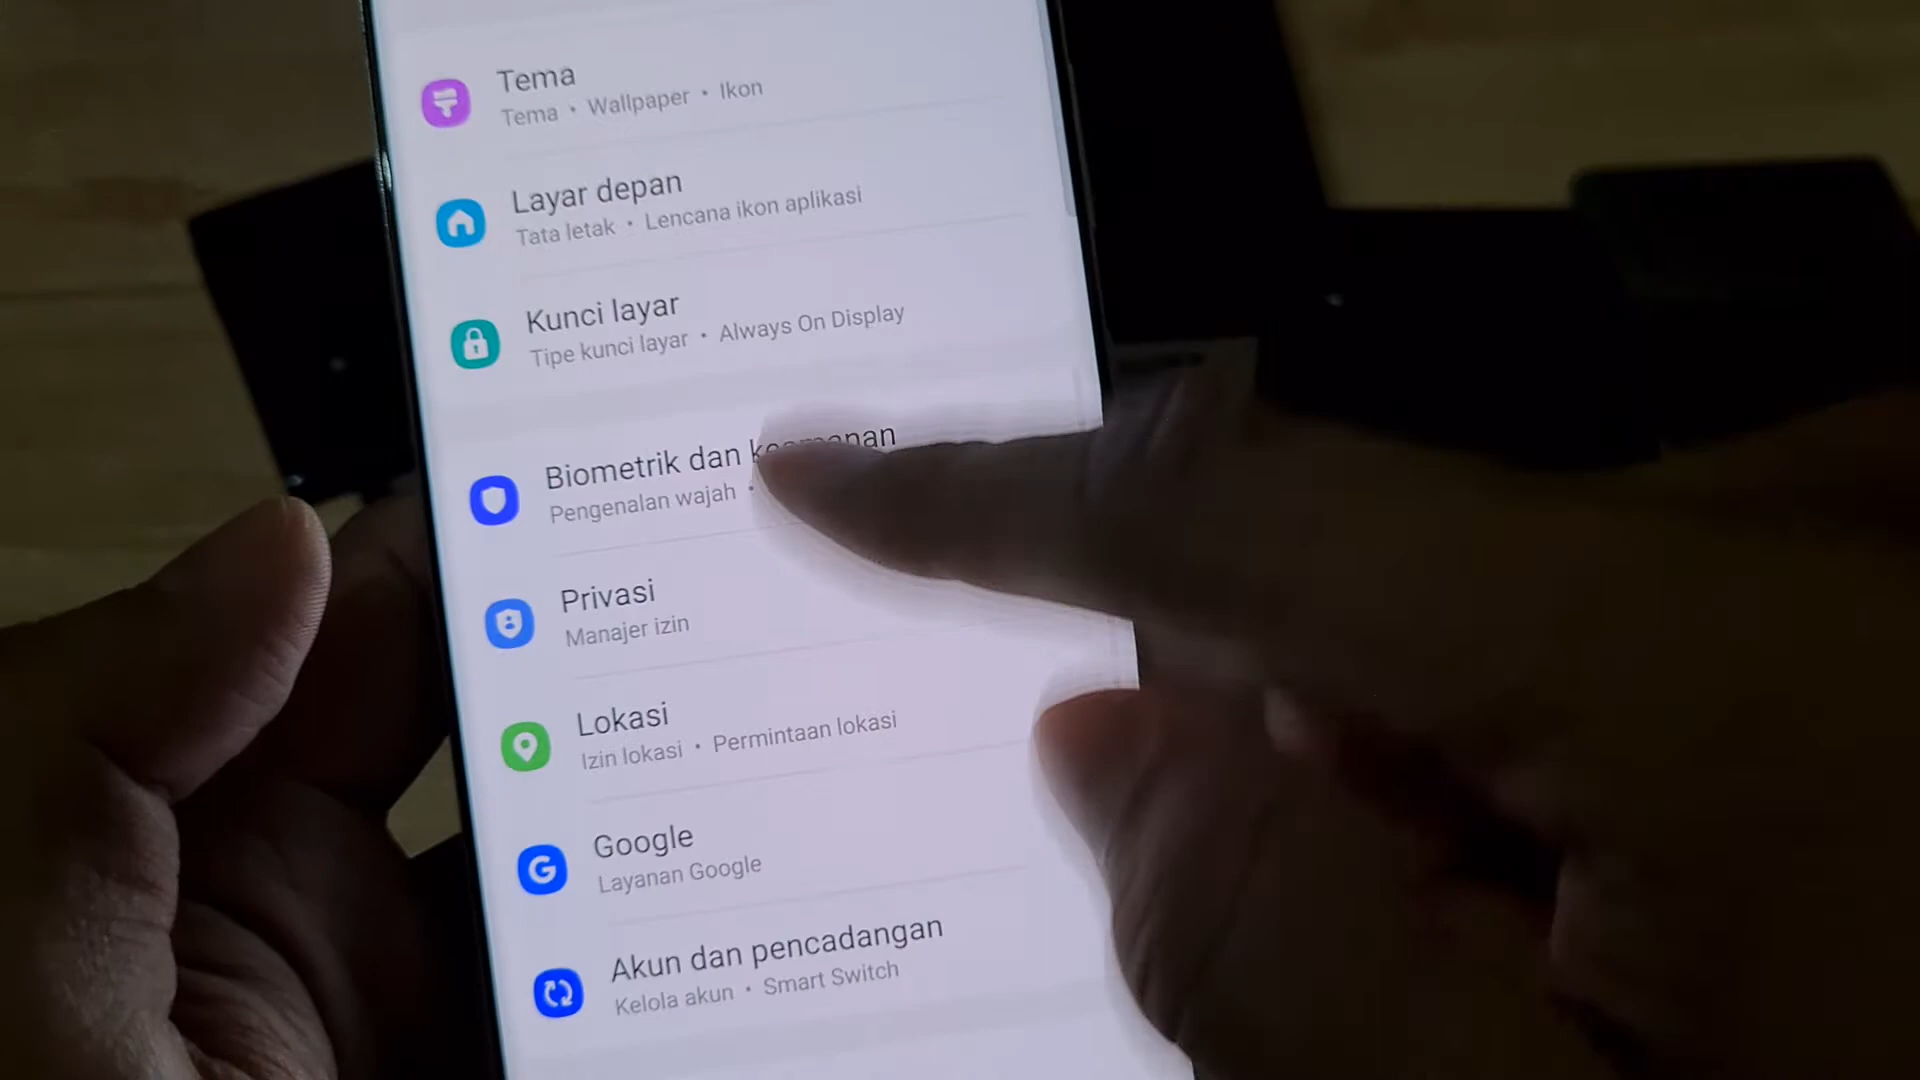 Tema
Tema • Wallpaper • Ikon
Layar depan
Tata letak • Lencana ikon aplikasi
Kunci layar
Tipe kunci layar • Always On Display
Biometrik dan keamanan
Pengenalan wajah •
Privasi
Manajer izin
Lokasi
Izin lokasi • Permintaan lokasi
Google
Layanan Google
Akun dan pencadangan
Kelola akun • Smart Switch